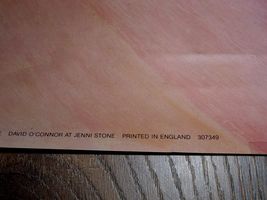 DAVID O'CONNOR AT JENNI STONE PRINTED IN ENGLAND 307349